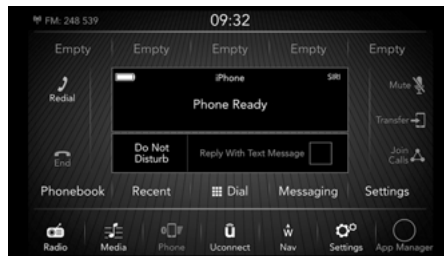 FM: 248 539
09:32
Empty Empty Empty Empty Empty
Redial
iPhone
SIRI
Mute
Phone Ready
Transfer
End
Do Not
Disturb
Reply With Text Message
Join
Calls
Phonebook Recent Dial Messaging Settings
Radio Media Phone Uconnect Nav Settings App Manager